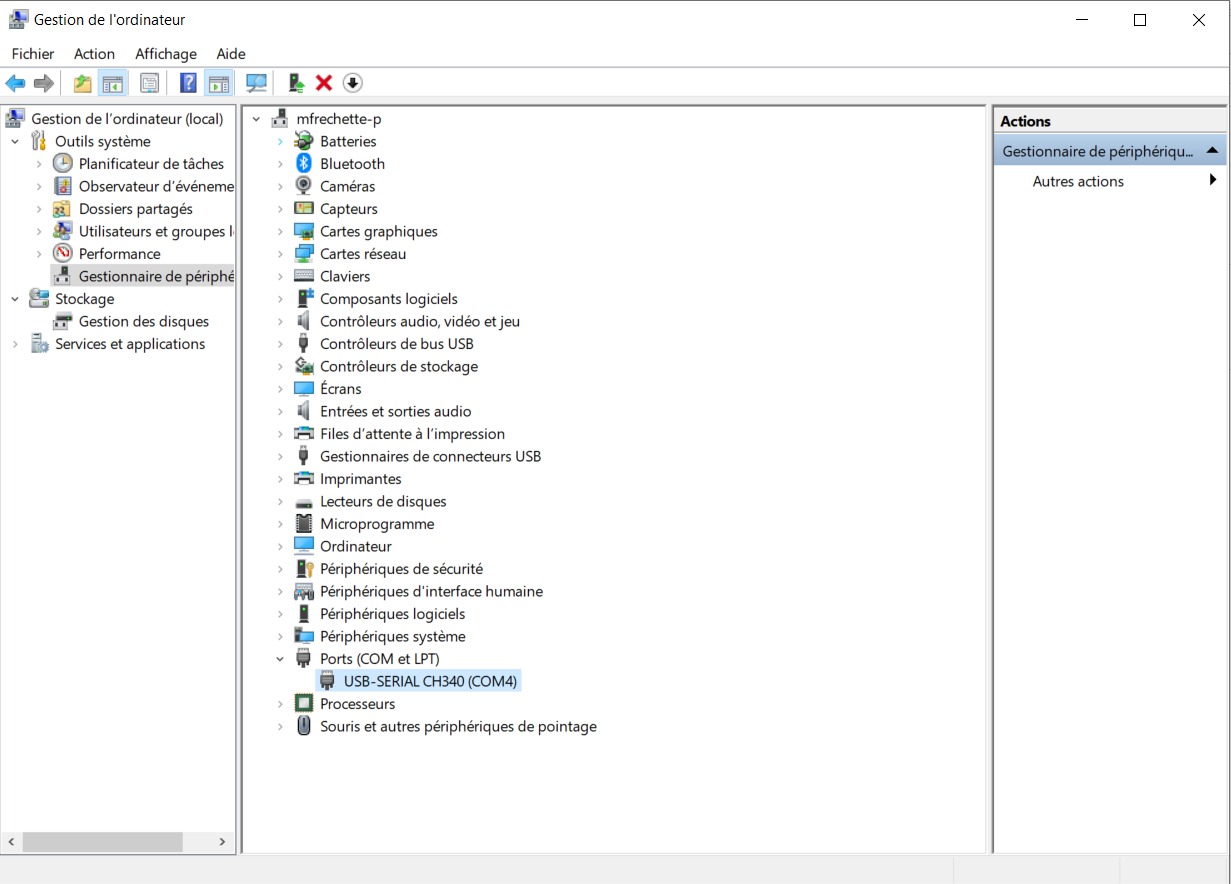 Gestion de l'ordinateur
Fichier Action Affichage Aide
Gestion de l'ordinateur (local)
Outils système
Planificateur de tâches
Observateur d'événeme
Dossiers partagés
Utilisateurs et groupes l
Performance
Gestionnaire de périphé
Stockage
Gestion des disques
Services et applications
mfrechette-p
Batteries
Bluetooth
Caméras
Capteurs
Cartes graphiques
Cartes réseau
Claviers
Composants logiciels
Contrôleurs audio, vidéo et jeu
Contrôleurs de bus USB
Contrôleurs de stockage
Écrans
Entrées et sorties audio
Files d'attente à l'impression
Gestionnaires de connecteurs USB
Imprimantes
Lecteurs de disques
Microprogramme
Ordinateur
Périphériques de sécurité
Périphériques d'interface humaine
Périphériques logiciels
Périphériques système
Ports (COM et LPT)
USB-SERIAL CH340 (COM4)
Processeurs
Souris et autres périphériques de pointage
Actions
Gestionnaire de périphériqu...
Autres actions